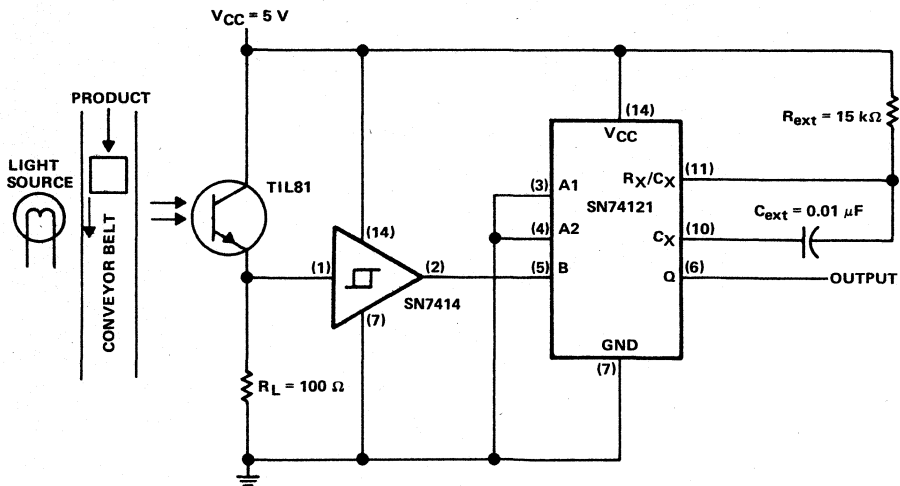 VCC = 5 V
PRODUCT
LIGHT
SOURCE
CONVEYOR BELT
TIL81
(14)
(1)
(2)
SN7414
(7)
RL = 100 Ω
(14)
VCC
(3) A1
(4) A2
(5) B
RX/CX (11)
SN74121
CX (10)
Q (6)
GND
(7)
Rext = 15 kΩ
Cext = 0.01 μF
OUTPUT